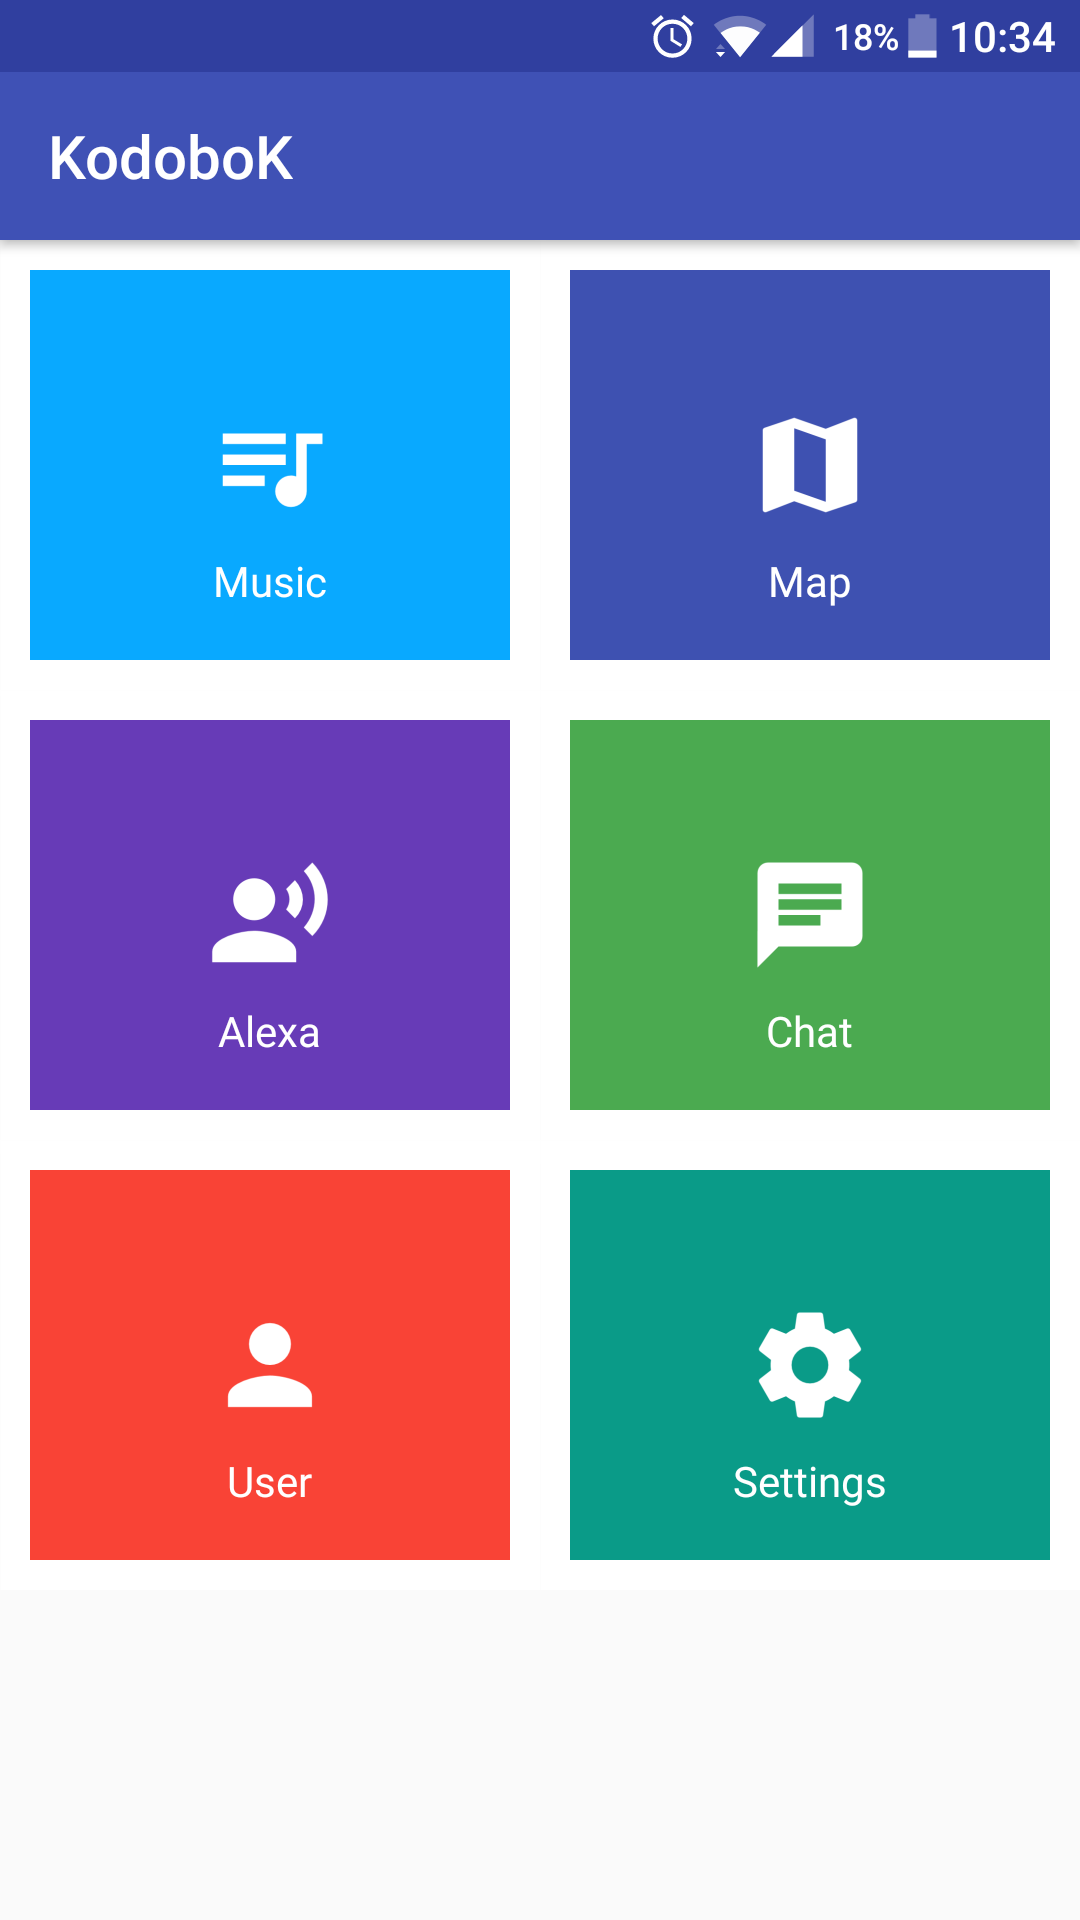 18% 10:34
KodoboK
Music Map
Alexa Chat
User Settings